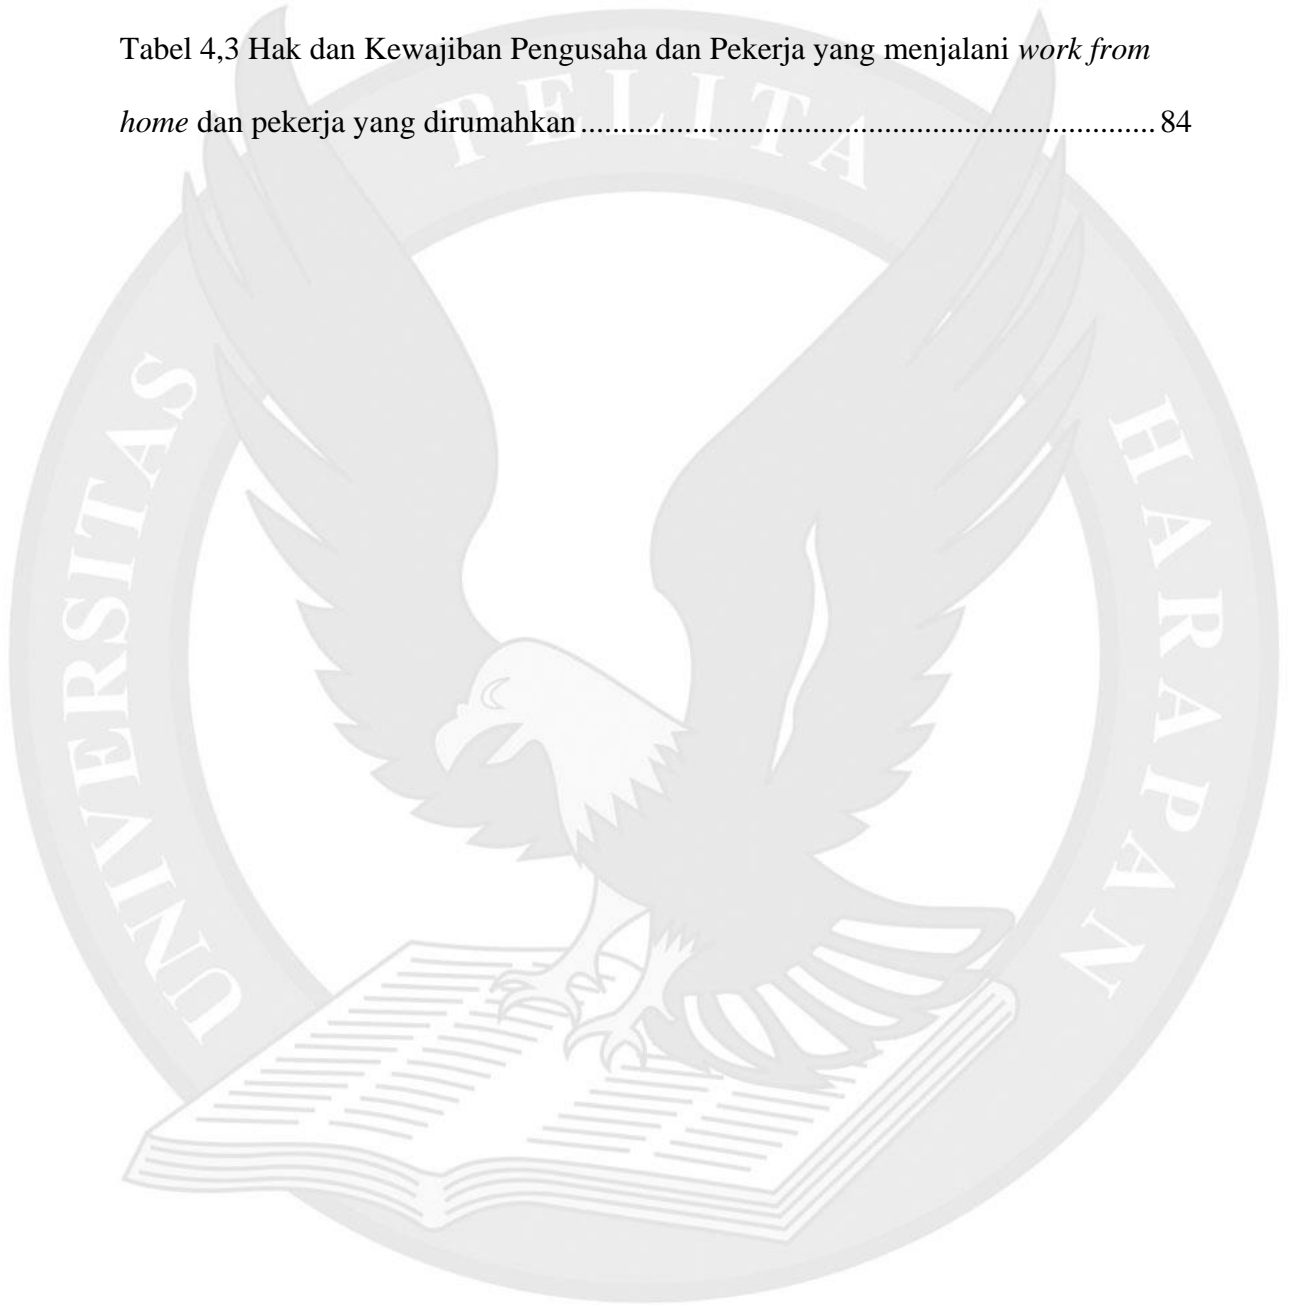 Tabel 4,3 Hak dan Kewajiban Pengusaha dan Pekerja yang menjalani work from
home dan pekerja yang dirumahkan.......................................................................... 84
UNIVERSITAS PELITA HARAPAN